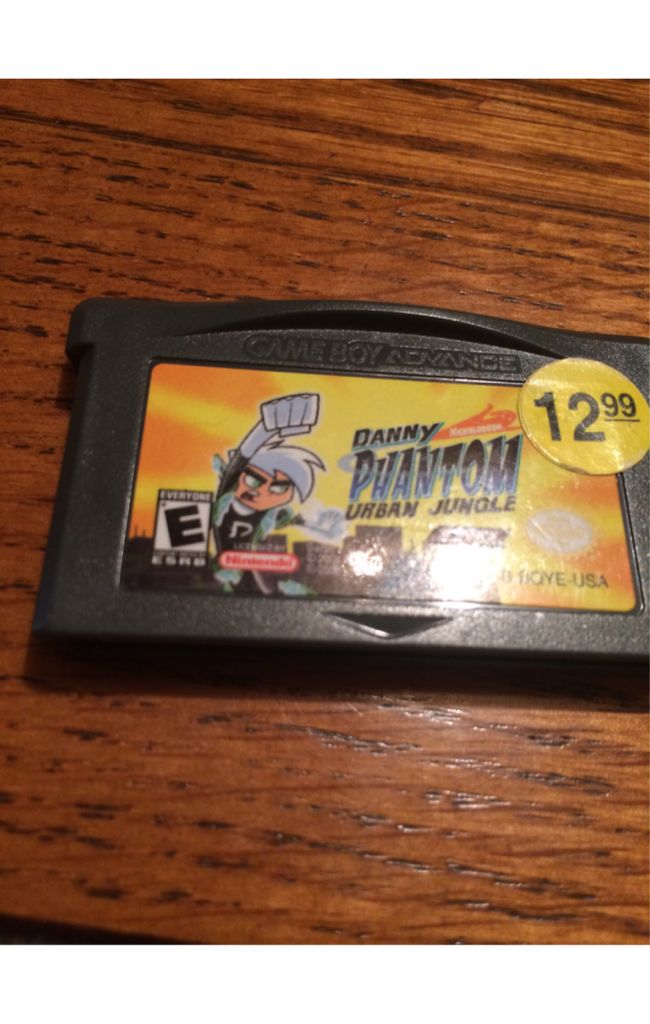 GAME BOY ADVANCE
12 99
NICKELODEON
DANNY
PHANTOM
URBAN JUNGLE
EVERYONE
E
ESRB
Nintendo
-USA